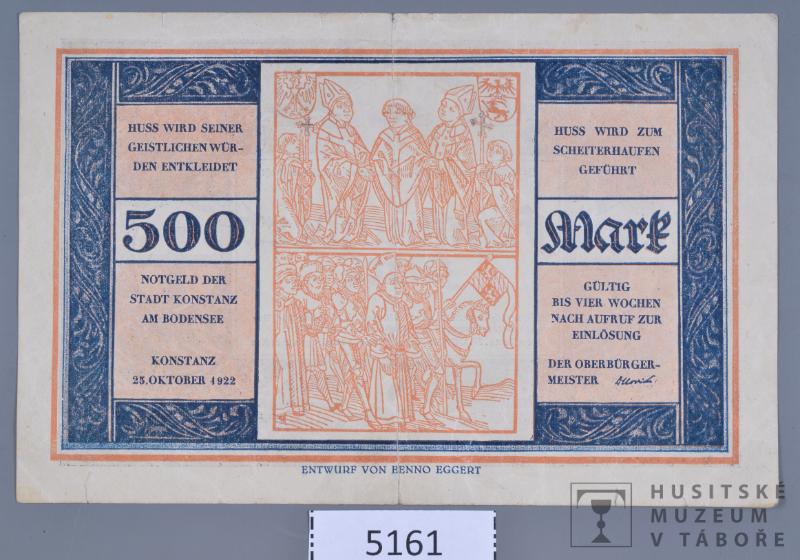 HUSS WIRD SEINER
GEISTLICHEN WÜR-
DEN ENTKLEIDET
500
NOTGELD DER
STADT KONSTANZ
AM BODENSEE
KONSTANZ
25. OKTOBER 1922
HUSS WIRD ZUM
SCHEITERHAUFEN
GEFÜHRT
Mark
GÜLTIG
BIS VIER WOCHEN
NACH AUFRUF ZUR
EINLÖSUNG
DER OBERBÜRGER-
MEISTER
ENTWURF VON BENNO EGGERT
5161
HUSITSKÉ
MUZEUM
V TÁBOŘE